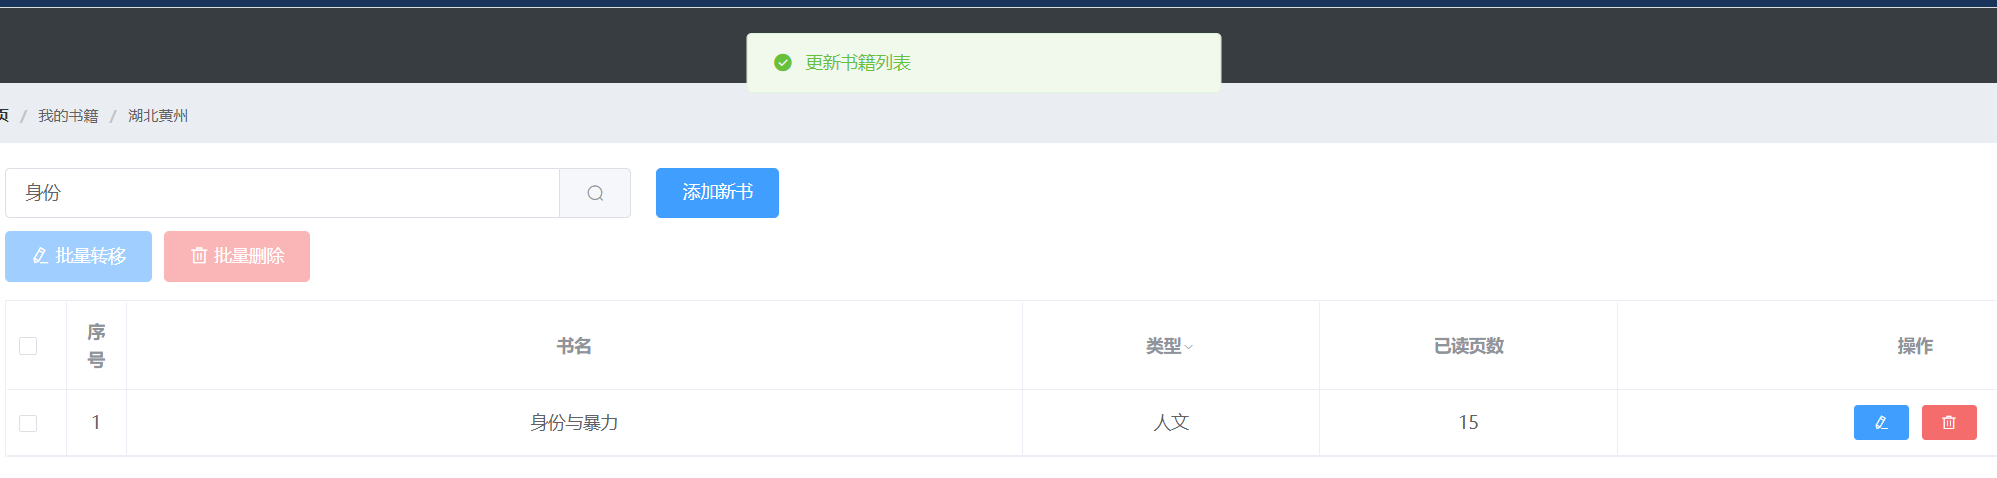 更新书籍列表
页 / 我的书籍 / 湖北黄州
身份
添加新书
批量转移 批量删除
序号 书名 类型 已读页数 操作
1 身份与暴力 人文 15